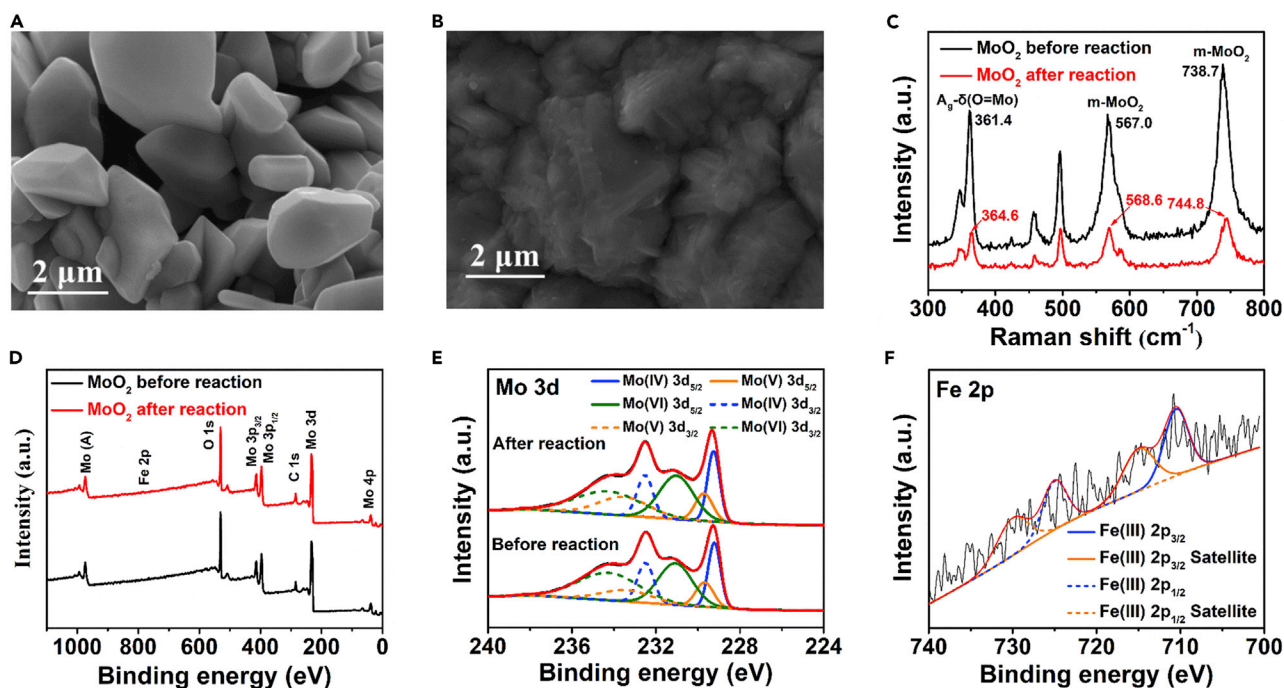 A
2 µm
B
2 µm
C
MoO₂ before reaction
MoO₂ after reaction
m-MoO₂
738.7
A_g-δ(O=Mo)
361.4
m-MoO₂
567.0
364.6
568.6
744.8
Intensity (a.u.)
300 400 500 600 700 800
Raman shift (cm⁻¹)
D
MoO₂ before reaction
MoO₂ after reaction
Mo (A)
Fe 2p
O 1s
Mo 3p₃/₂
Mo 3p₁/₂
C 1s
Mo 3d
Mo 4p
Intensity (a.u.)
1000 800 600 400 200 0
Binding energy (eV)
E
Mo 3d
Mo(IV) 3d₅/₂ Mo(V) 3d₅/₂
Mo(VI) 3d₅/₂ Mo(IV) 3d₃/₂
Mo(V) 3d₃/₂ Mo(VI) 3d₃/₂
After reaction
Before reaction
Intensity (a.u.)
240 236 232 228 224
Binding energy (eV)
F
Fe 2p
Fe(III) 2p₃/₂
Fe(III) 2p₃/₂ Satellite
Fe(III) 2p₁/₂
Fe(III) 2p₁/₂ Satellite
Intensity (a.u.)
740 730 720 710 700
Binding energy (eV)